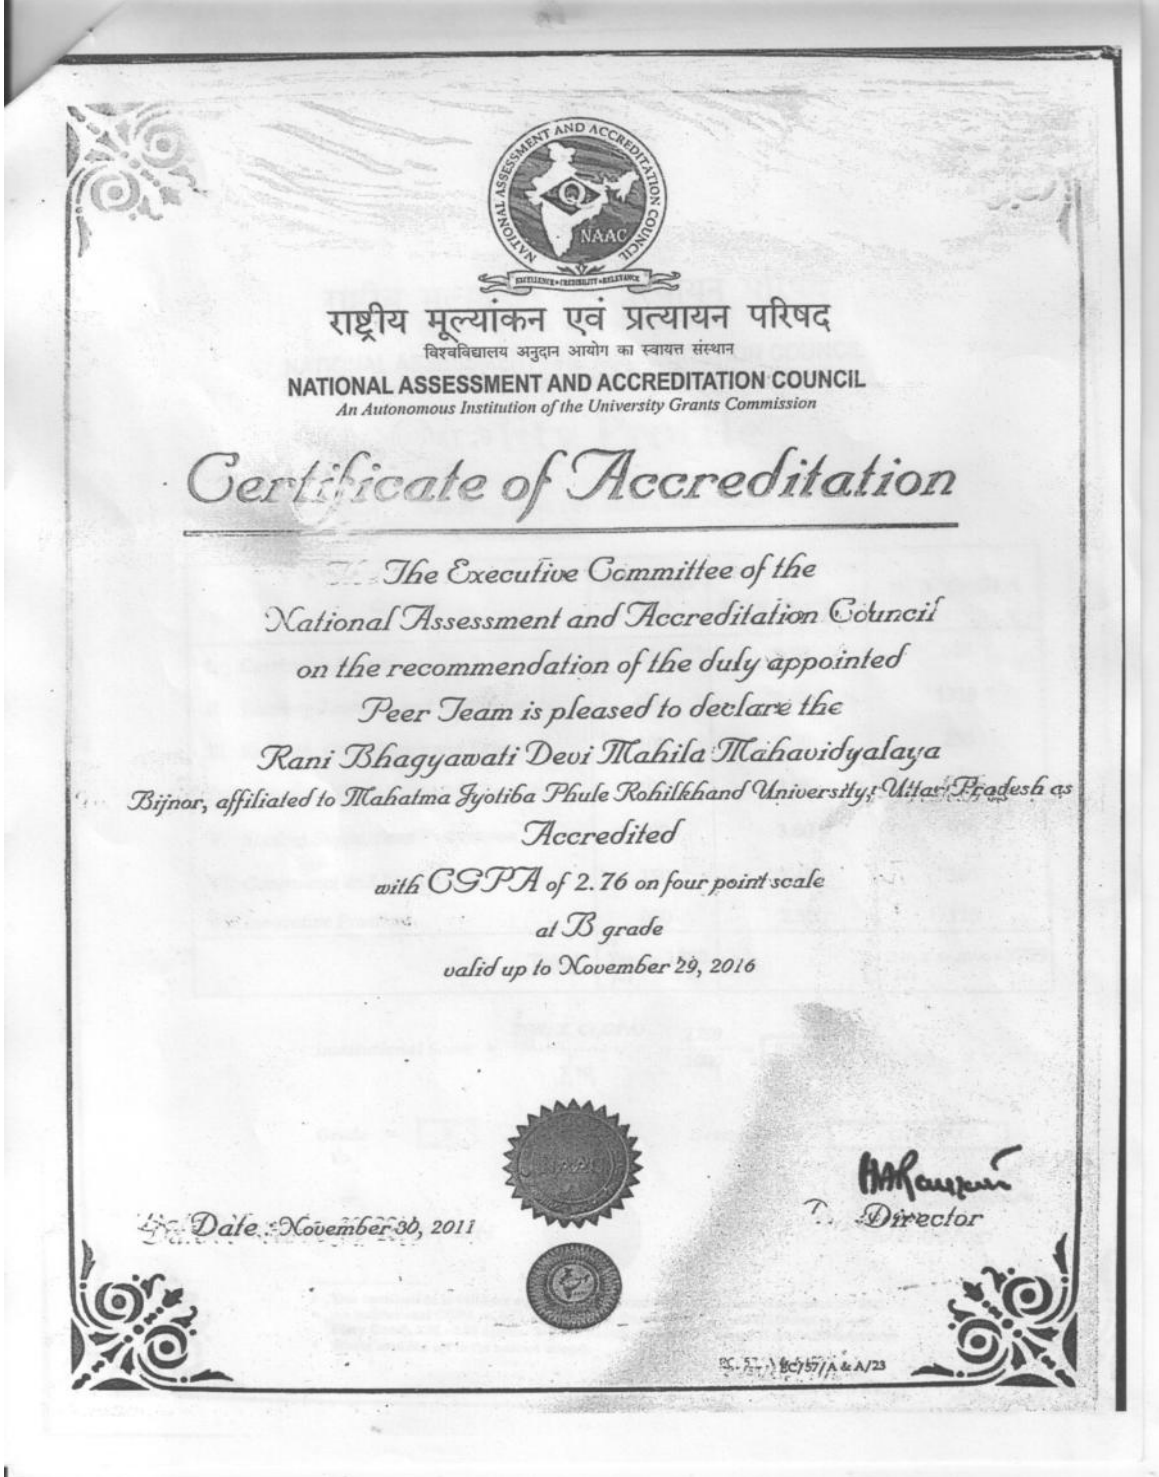 NATIONAL ASSESSMENT AND ACCREDITATION COUNCIL
Q
NAAC
EXCELLENCE • CREDIBILITY • RELEVANCE
राष्ट्रीय मूल्यांकन एवं प्रत्यायन परिषद
विश्वविद्यालय अनुदान आयोग का स्वायत्त संस्थान
NATIONAL ASSESSMENT AND ACCREDITATION COUNCIL
An Autonomous Institution of the University Grants Commission
Certificate of Accreditation
The Executive Committee of the
National Assessment and Accreditation Council
on the recommendation of the duly appointed
Peer Team is pleased to declare the
Rani Bhagyawati Devi Mahila Mahavidyalaya
Bijnor, affiliated to Mahatma Jyotiba Phule Rohilkhand University, Uttar Pradesh as
Accredited
with CGPA of 2.76 on four point scale
at B grade
valid up to November 29, 2016
Date : November 30, 2011
Director
EC/57/A & A/23